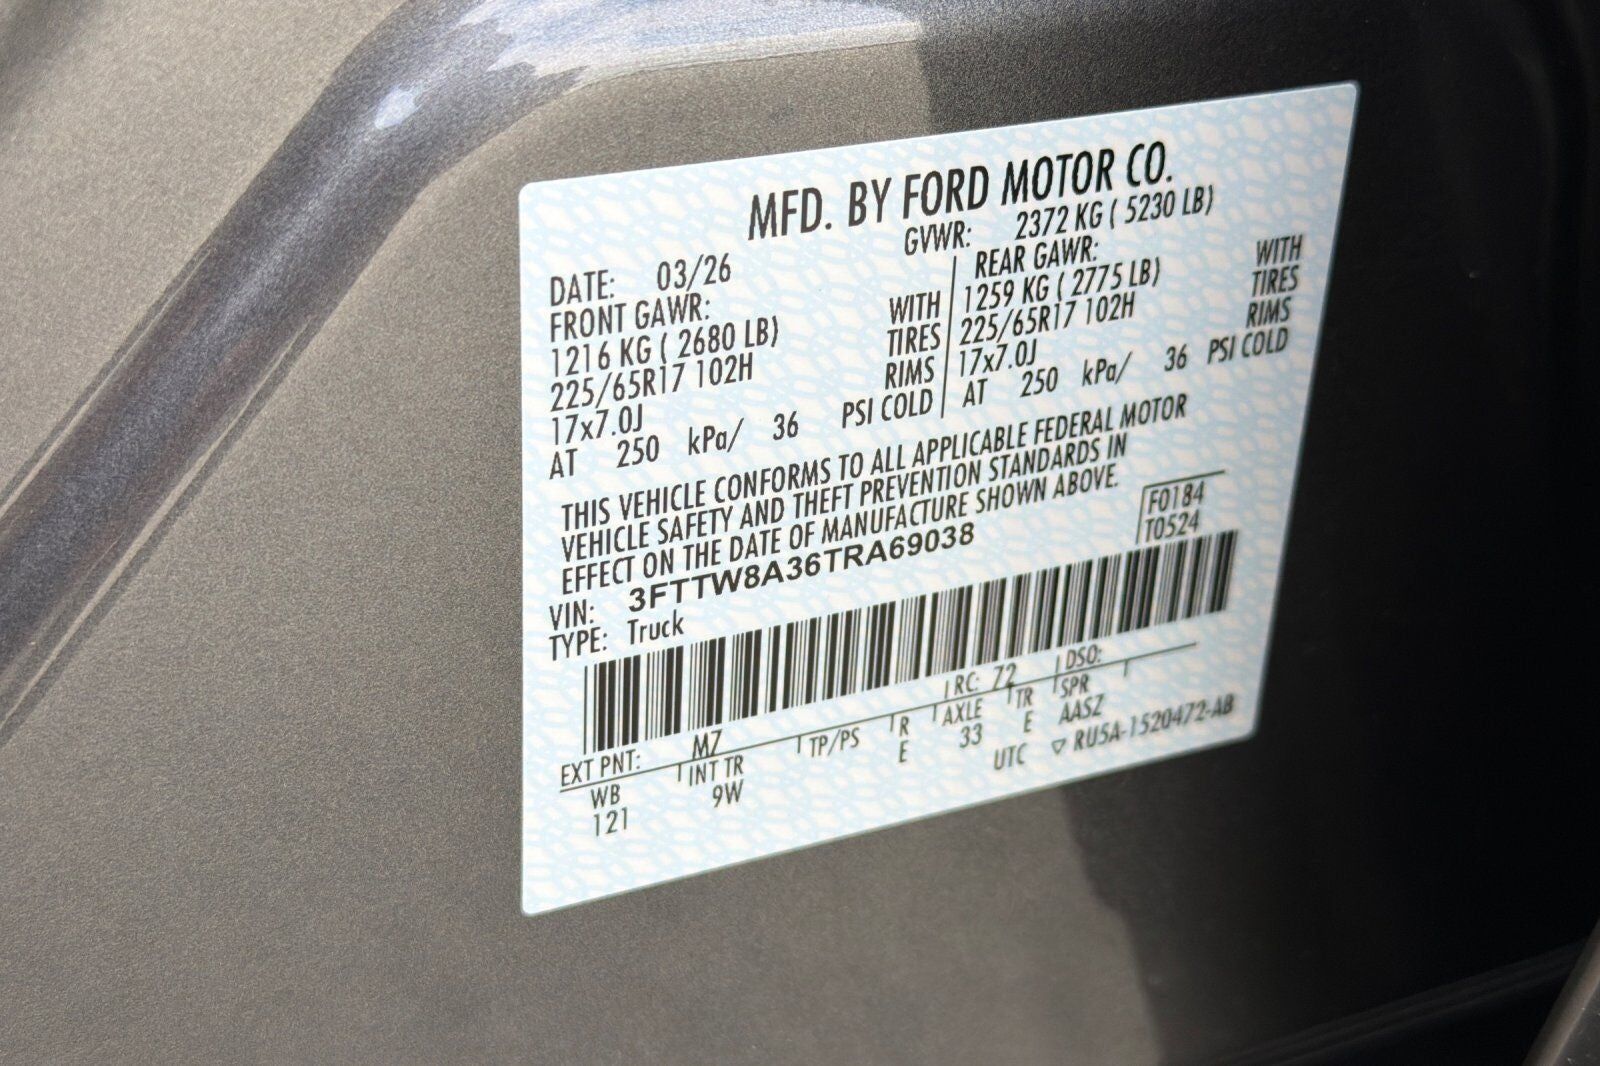 MFD. BY FORD MOTOR CO.
DATE: 03/26 GVWR: 2372 KG ( 5230 LB)
FRONT GAWR: REAR GAWR:
1216 KG ( 2680 LB) WITH 1259 KG ( 2775 LB) WITH
225/65R17 102H TIRES 225/65R17 102H TIRES
17x7.0J RIMS 17x7.0J RIMS
AT 250 kPa/ 36 PSI COLD AT 250 kPa/ 36 PSI COLD
THIS VEHICLE CONFORMS TO ALL APPLICABLE FEDERAL MOTOR
VEHICLE SAFETY AND THEFT PREVENTION STANDARDS IN
EFFECT ON THE DATE OF MANUFACTURE SHOWN ABOVE.
F0184
T0524
VIN: 3FTTW8A36TRA69038
TYPE: Truck
EXT PNT: MZ RC: 72 DSO:
WB INT TR TP/PS R AXLE TR SPR
121 9W E 33 E AASZ
UTC ▽ RU5A-1520472-AB